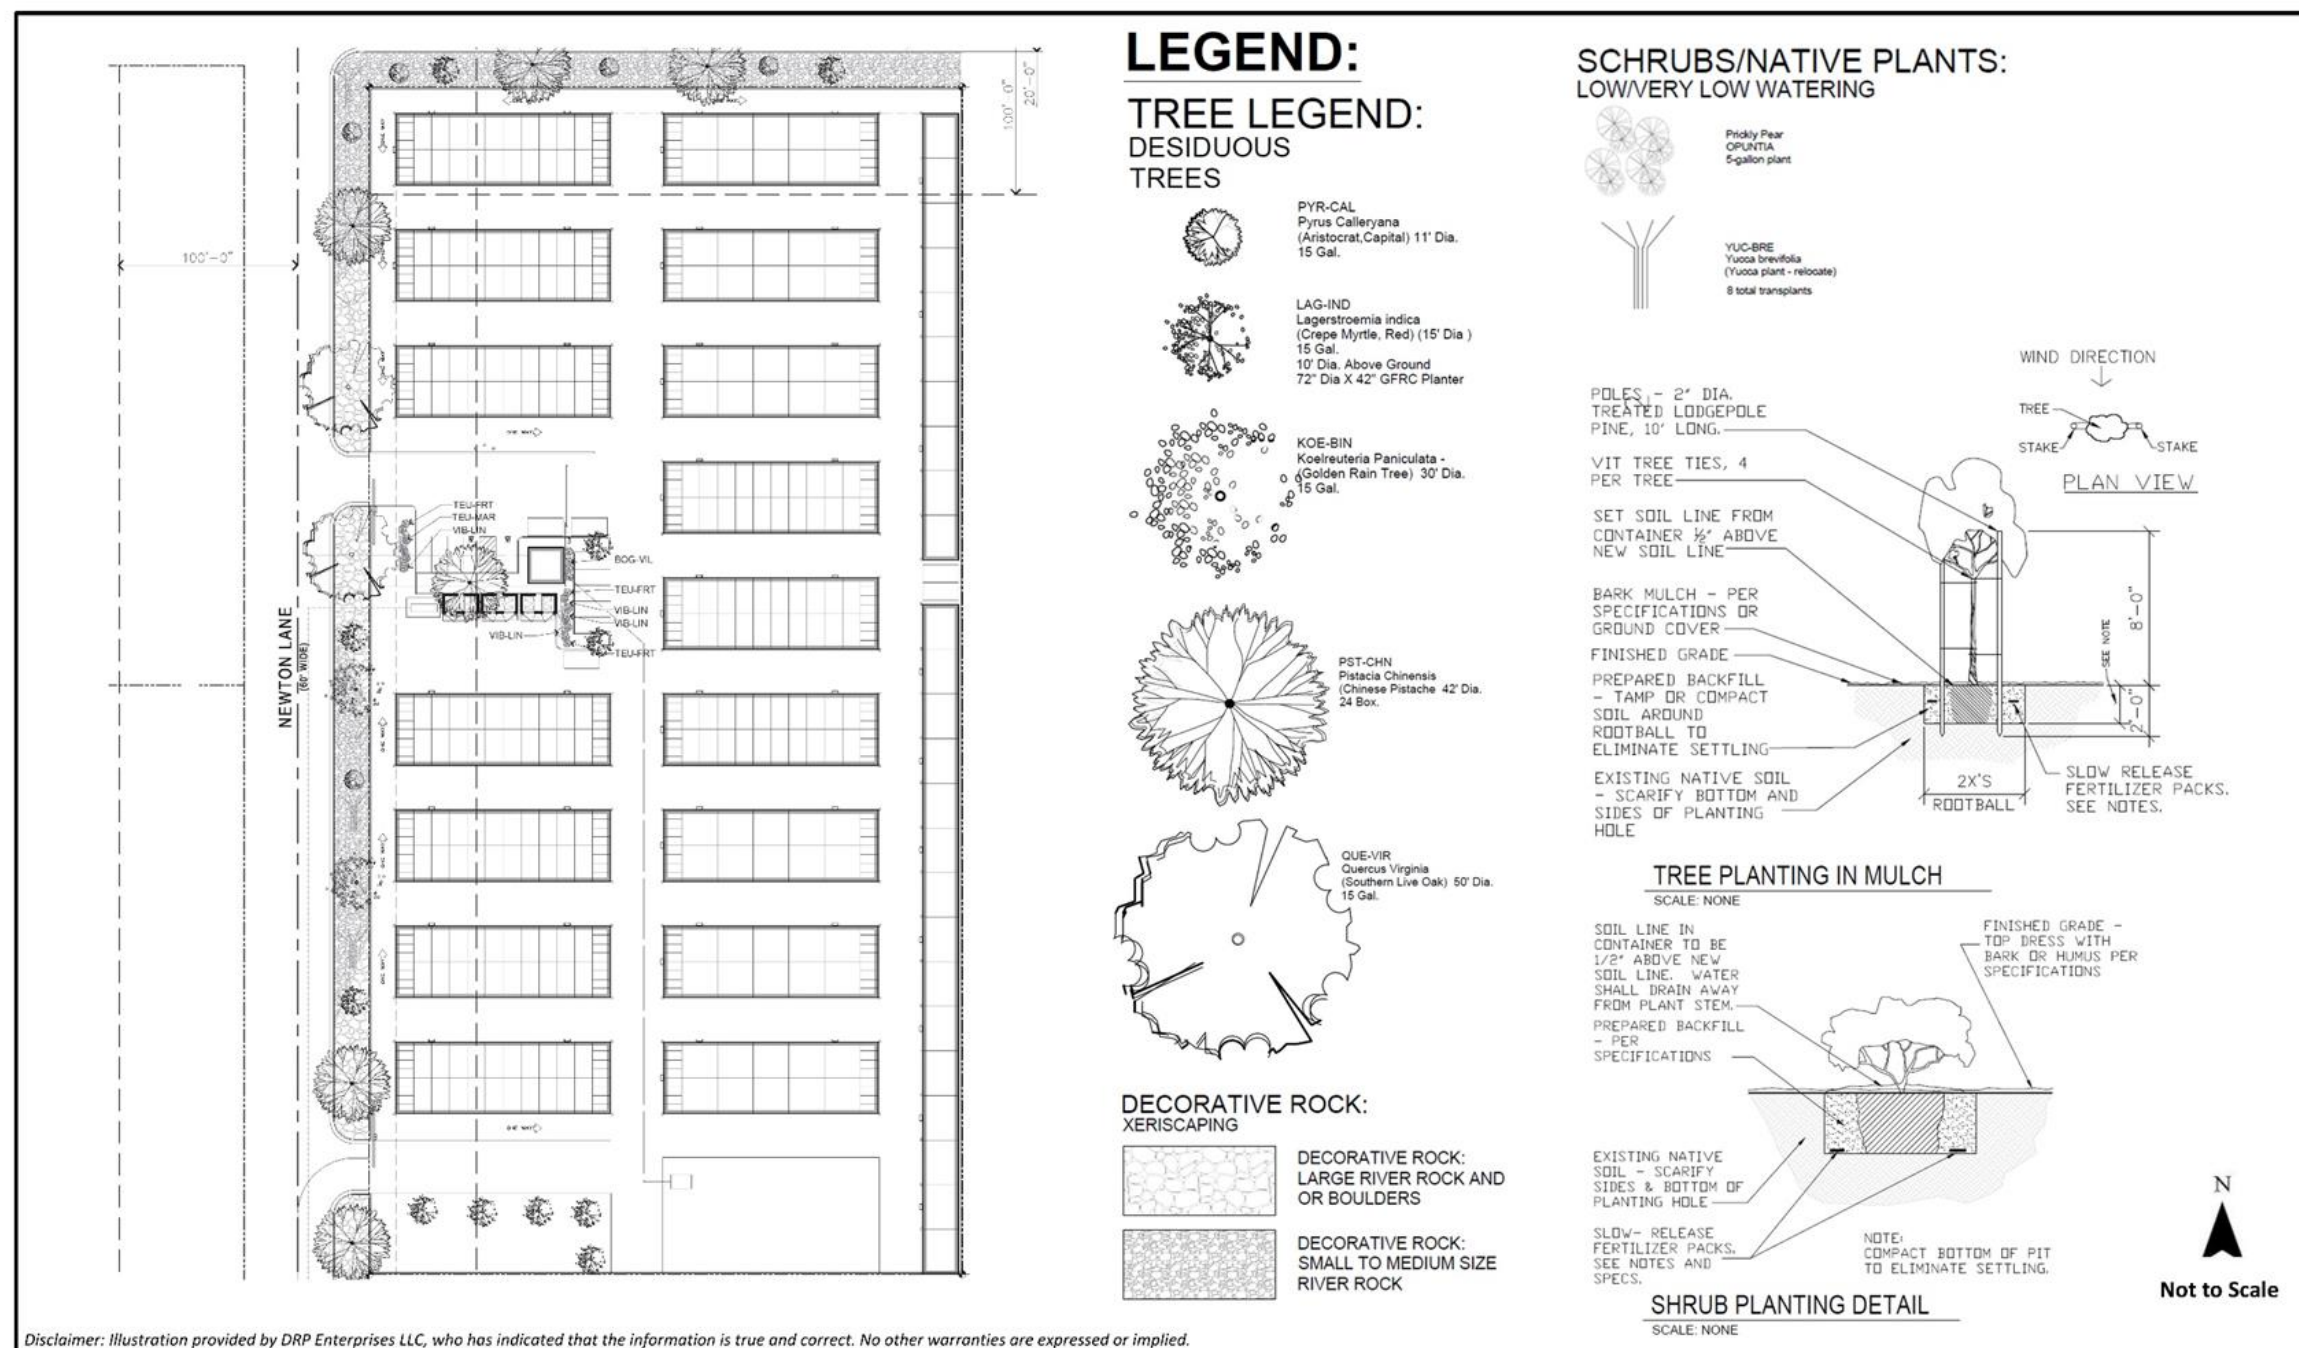 100'-0"
20'-0"
100'-0"
NEWTON LANE
(60' WIDE)
ONE WAY
TEU-FRT
TEU-MAR
VIB-LIN
BOG-VIL
TEU-FRT
VIB-LIN
VIB-LIN
VIB-LIN
TEU-FRT
ONE WAY
ONE WAY
ONE WAY
ONE WAY
LEGEND:
TREE LEGEND:
DESIDUOUS
TREES
PYR-CAL
Pyrus Calleryana
(Aristocrat,Capital) 11' Dia.
15 Gal.
LAG-IND
Lagerstroemia indica
(Crepe Myrtle, Red) (15' Dia )
15 Gal.
10' Dia. Above Ground
72" Dia X 42" GFRC Planter
KOE-BIN
Koelreuteria Paniculata -
(Golden Rain Tree) 30' Dia.
15 Gal.
PST-CHN
Pistacia Chinensis
(Chinese Pistache 42' Dia.
24 Box.
QUE-VIR
Quercus Virginia
(Southern Live Oak) 50' Dia.
15 Gal.
DECORATIVE ROCK:
XERISCAPING
DECORATIVE ROCK:
LARGE RIVER ROCK AND
OR BOULDERS
DECORATIVE ROCK:
SMALL TO MEDIUM SIZE
RIVER ROCK
SCHRUBS/NATIVE PLANTS:
LOW/VERY LOW WATERING
Prickly Pear
OPUNTIA
5-gallon plant
YUC-BRE
Yucca brevifolia
(Yucca plant - relocate)
8 total transplants
WIND DIRECTION
TREE
STAKE
STAKE
PLAN VIEW
POLES - 2" DIA.
TREATED LODGEPOLE
PINE, 10' LONG.
VIT TREE TIES, 4
PER TREE
SET SOIL LINE FROM
CONTAINER ½" ABOVE
NEW SOIL LINE
BARK MULCH - PER
SPECIFICATIONS OR
GROUND COVER
FINISHED GRADE
PREPARED BACKFILL
- TAMP OR COMPACT
SOIL AROUND
ROOTBALL TO
ELIMINATE SETTLING
EXISTING NATIVE SOIL
- SCARIFY BOTTOM AND
SIDES OF PLANTING
HOLE
8'-0"
SEE NOTE
2'-0"
2X'S
ROOTBALL
SLOW RELEASE
FERTILIZER PACKS.
SEE NOTES.
TREE PLANTING IN MULCH
SCALE: NONE
SOIL LINE IN
CONTAINER TO BE
1/2" ABOVE NEW
SOIL LINE. WATER
SHALL DRAIN AWAY
FROM PLANT STEM.
PREPARED BACKFILL
- PER
SPECIFICATIONS
FINISHED GRADE -
TOP DRESS WITH
BARK OR HUMUS PER
SPECIFICATIONS
EXISTING NATIVE
SOIL - SCARIFY
SIDES & BOTTOM OF
PLANTING HOLE
SLOW- RELEASE
FERTILIZER PACKS.
SEE NOTES AND
SPECS.
NOTE:
COMPACT BOTTOM OF PIT
TO ELIMINATE SETTLING.
SHRUB PLANTING DETAIL
SCALE: NONE
N
Not to Scale
Disclaimer: Illustration provided by DRP Enterprises LLC, who has indicated that the information is true and correct. No other warranties are expressed or implied.